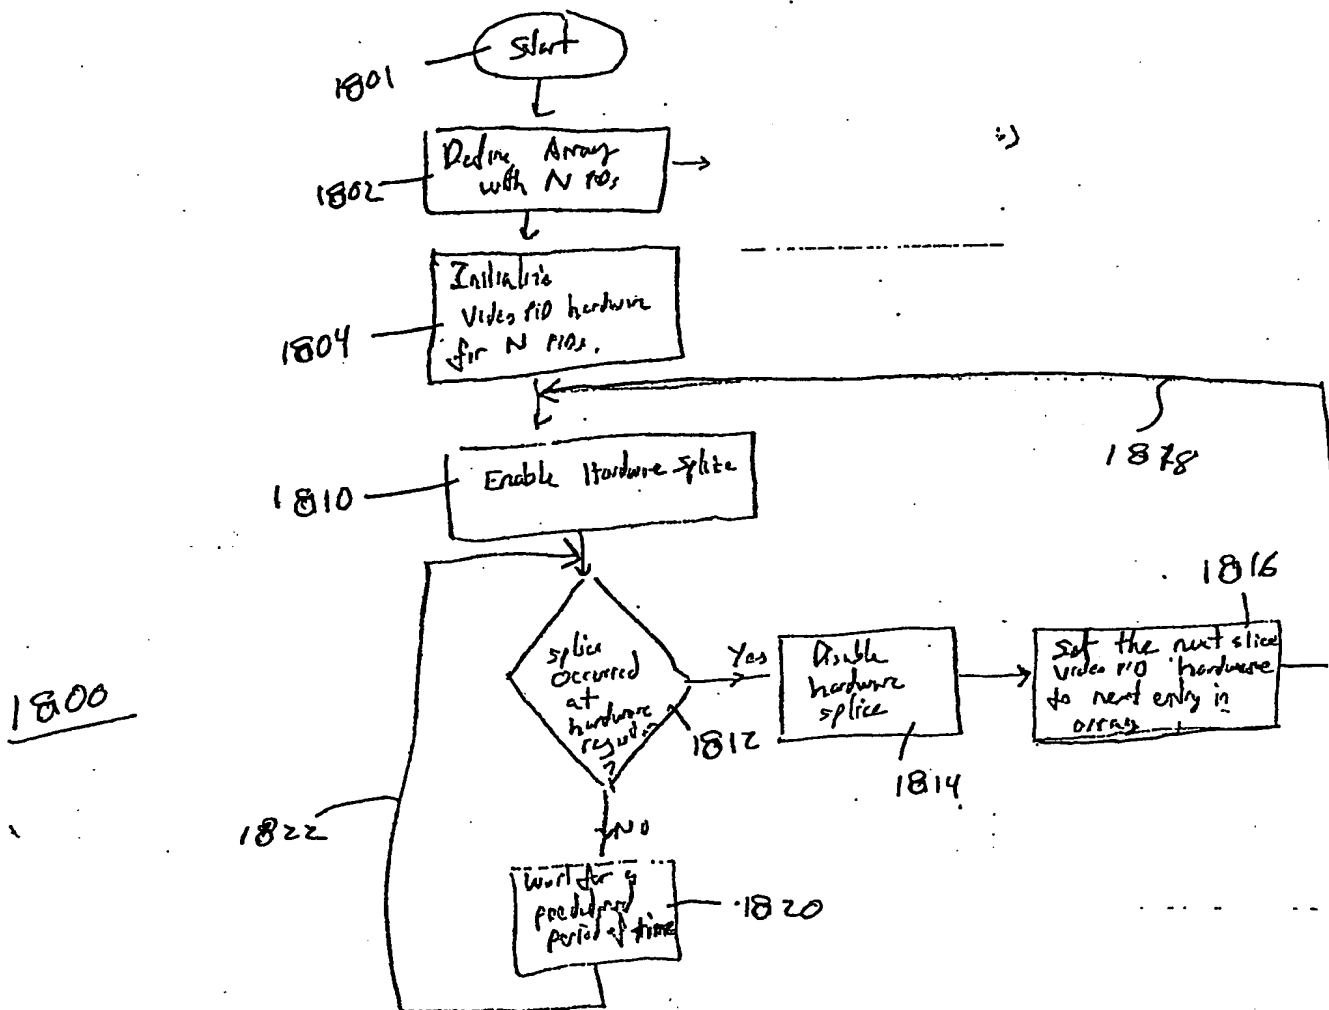 Start
1801
Define Array
with N PIDs
1802
Initialize
Video PID hardware
for N PIDs.
1804
1878
Enable Hardware Splice
1810
1816
splice
occurred
at
hardware
?
Yes
1812
Disable
hardware
splice
1814
Set the next slice
video PID hardware
to next entry in
array
1800
1822
NO
wait for a
period of time
1820